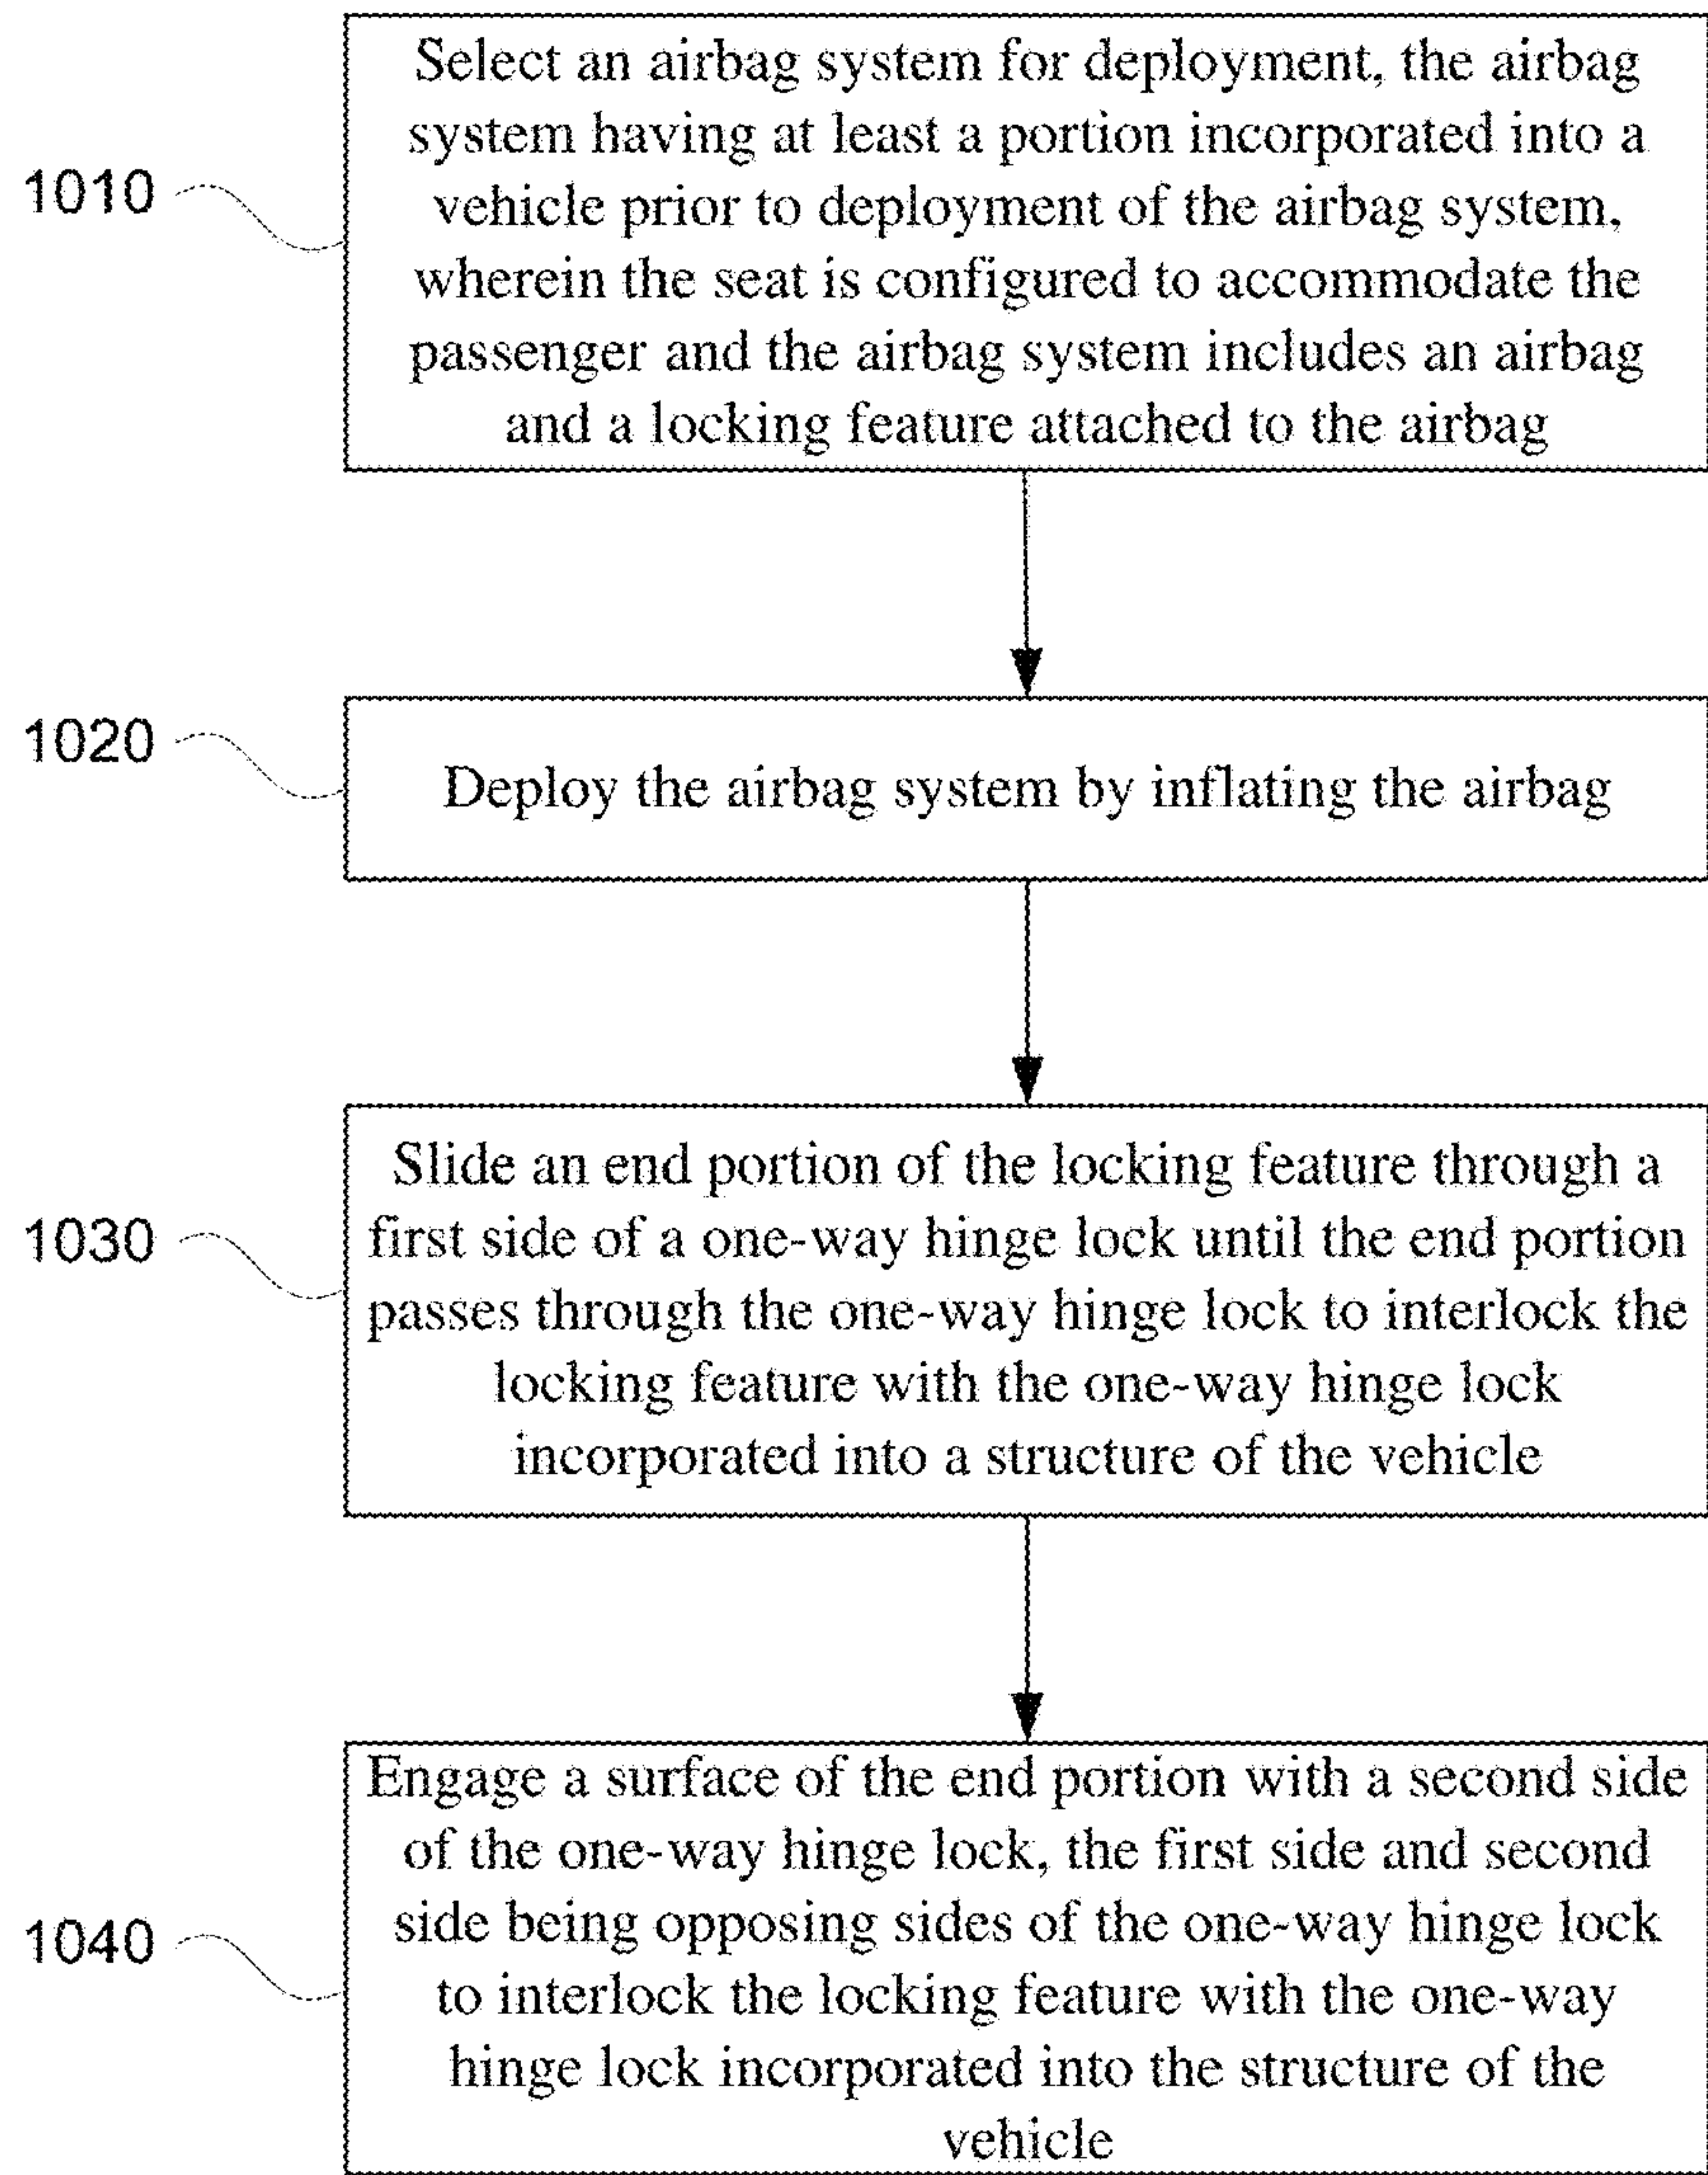 1010
Select an airbag system for deployment, the airbag
system having at least a portion incorporated into a
vehicle prior to deployment of the airbag system,
wherein the seat is configured to accommodate the
passenger and the airbag system includes an airbag
and a locking feature attached to the airbag
1020
Deploy the airbag system by inflating the airbag
1030
Slide an end portion of the locking feature through a
first side of a one-way hinge lock until the end portion
passes through the one-way hinge lock to interlock the
locking feature with the one-way hinge lock
incorporated into a structure of the vehicle
1040
Engage a surface of the end portion with a second side
of the one-way hinge lock, the first side and second
side being opposing sides of the one-way hinge lock
to interlock the locking feature with the one-way
hinge lock incorporated into the structure of the
vehicle